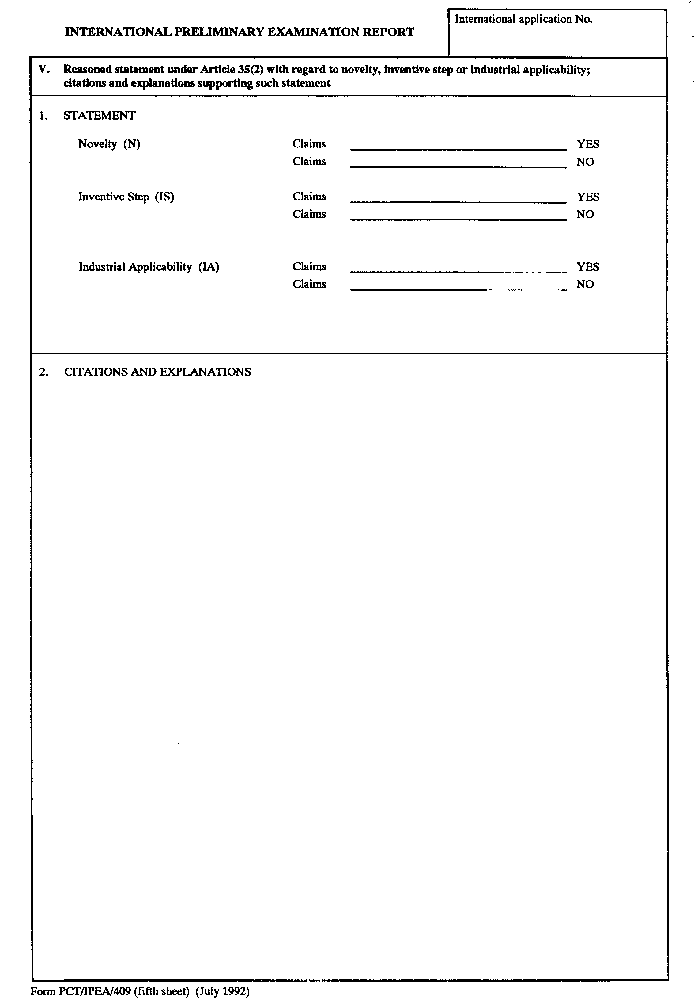 INTERNATIONAL PRELIMINARY EXAMINATION REPORT
International application No.
V. Reasoned statement under Article 35(2) with regard to novelty, inventive step or industrial applicability;
citations and explanations supporting such statement
1. STATEMENT
Novelty (N) Claims YES
Claims NO
Inventive Step (IS) Claims YES
Claims NO
Industrial Applicability (IA) Claims YES
Claims NO
2. CITATIONS AND EXPLANATIONS
Form PCT/IPEA/409 (fifth sheet) (July 1992)